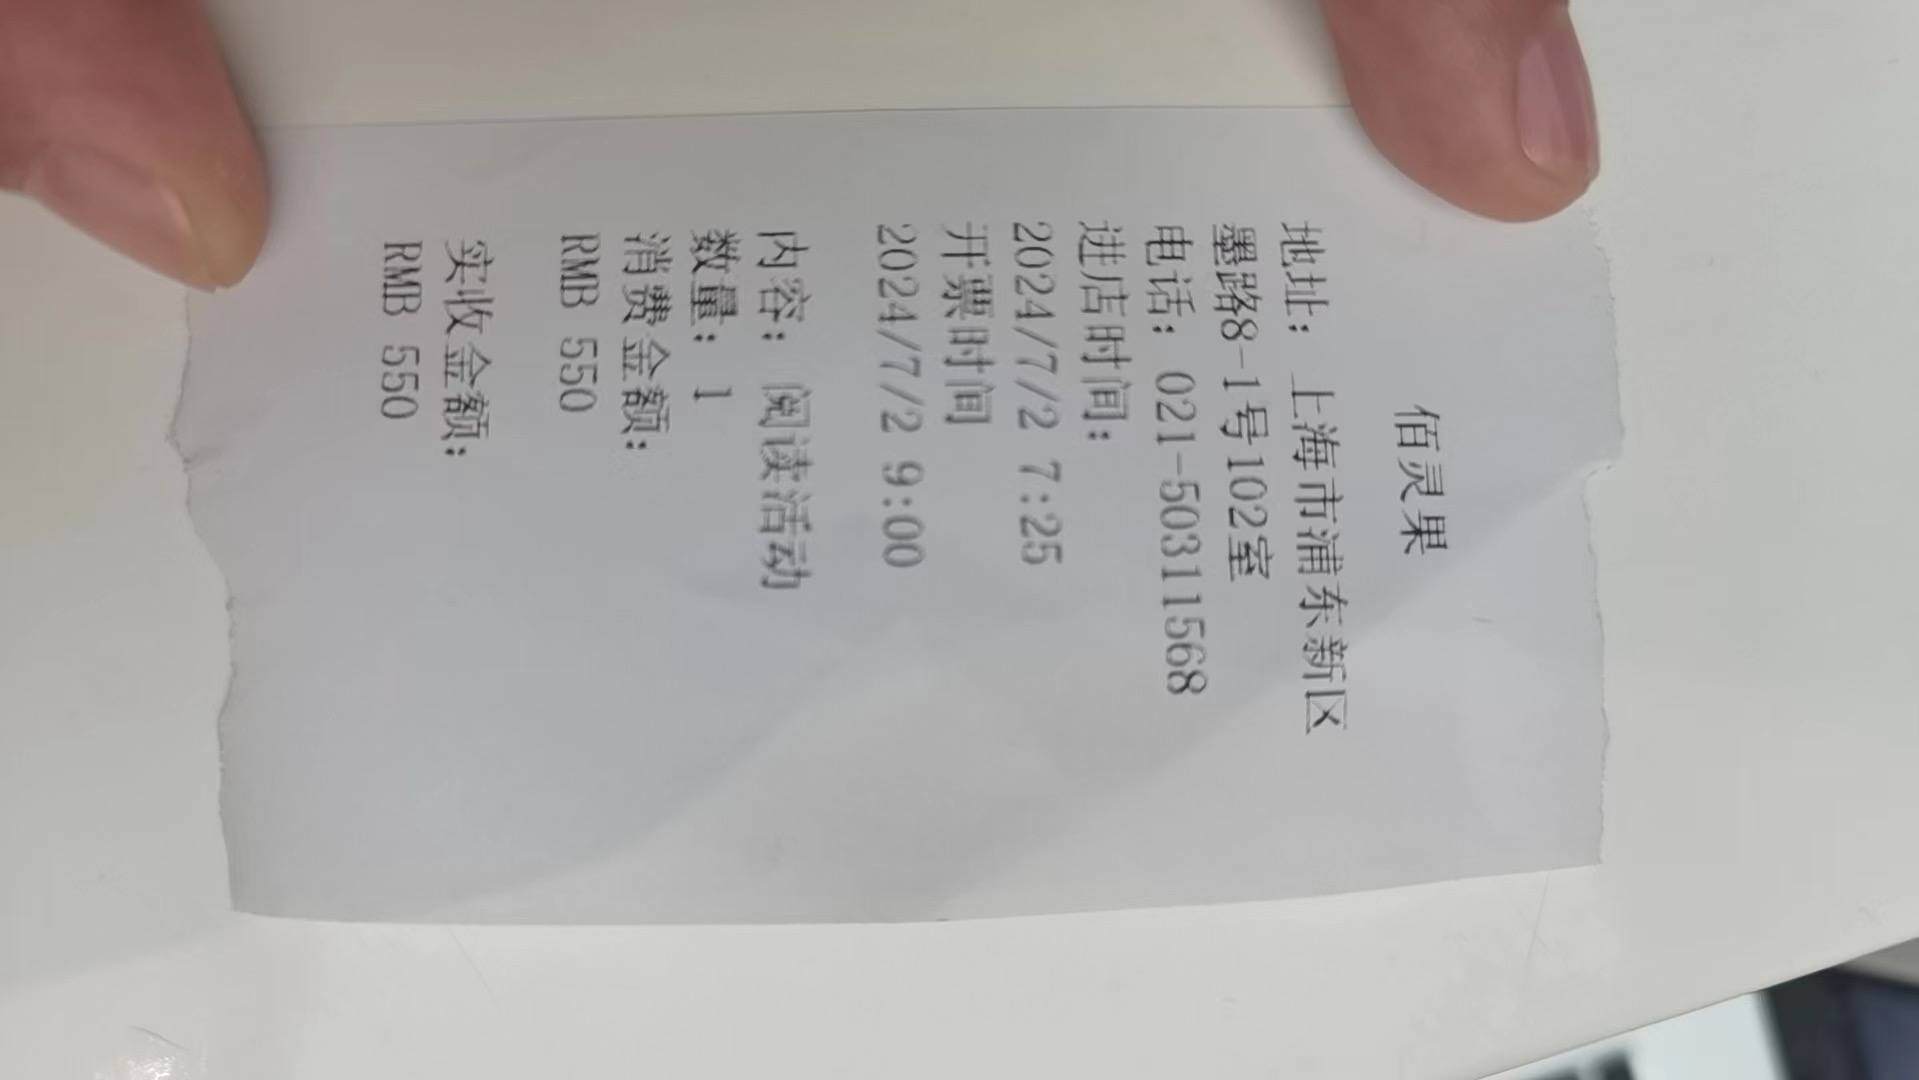 佰灵果
地址： 上海市浦东新区
墨路8-1号102室
电话：021-50311568
进店时间：
2024/7/2 7:25
开票时间
2024/7/2 9:00
内容： 阅读活动
数量： 1
消费金额：
RMB 550
实收金额：
RMB 550